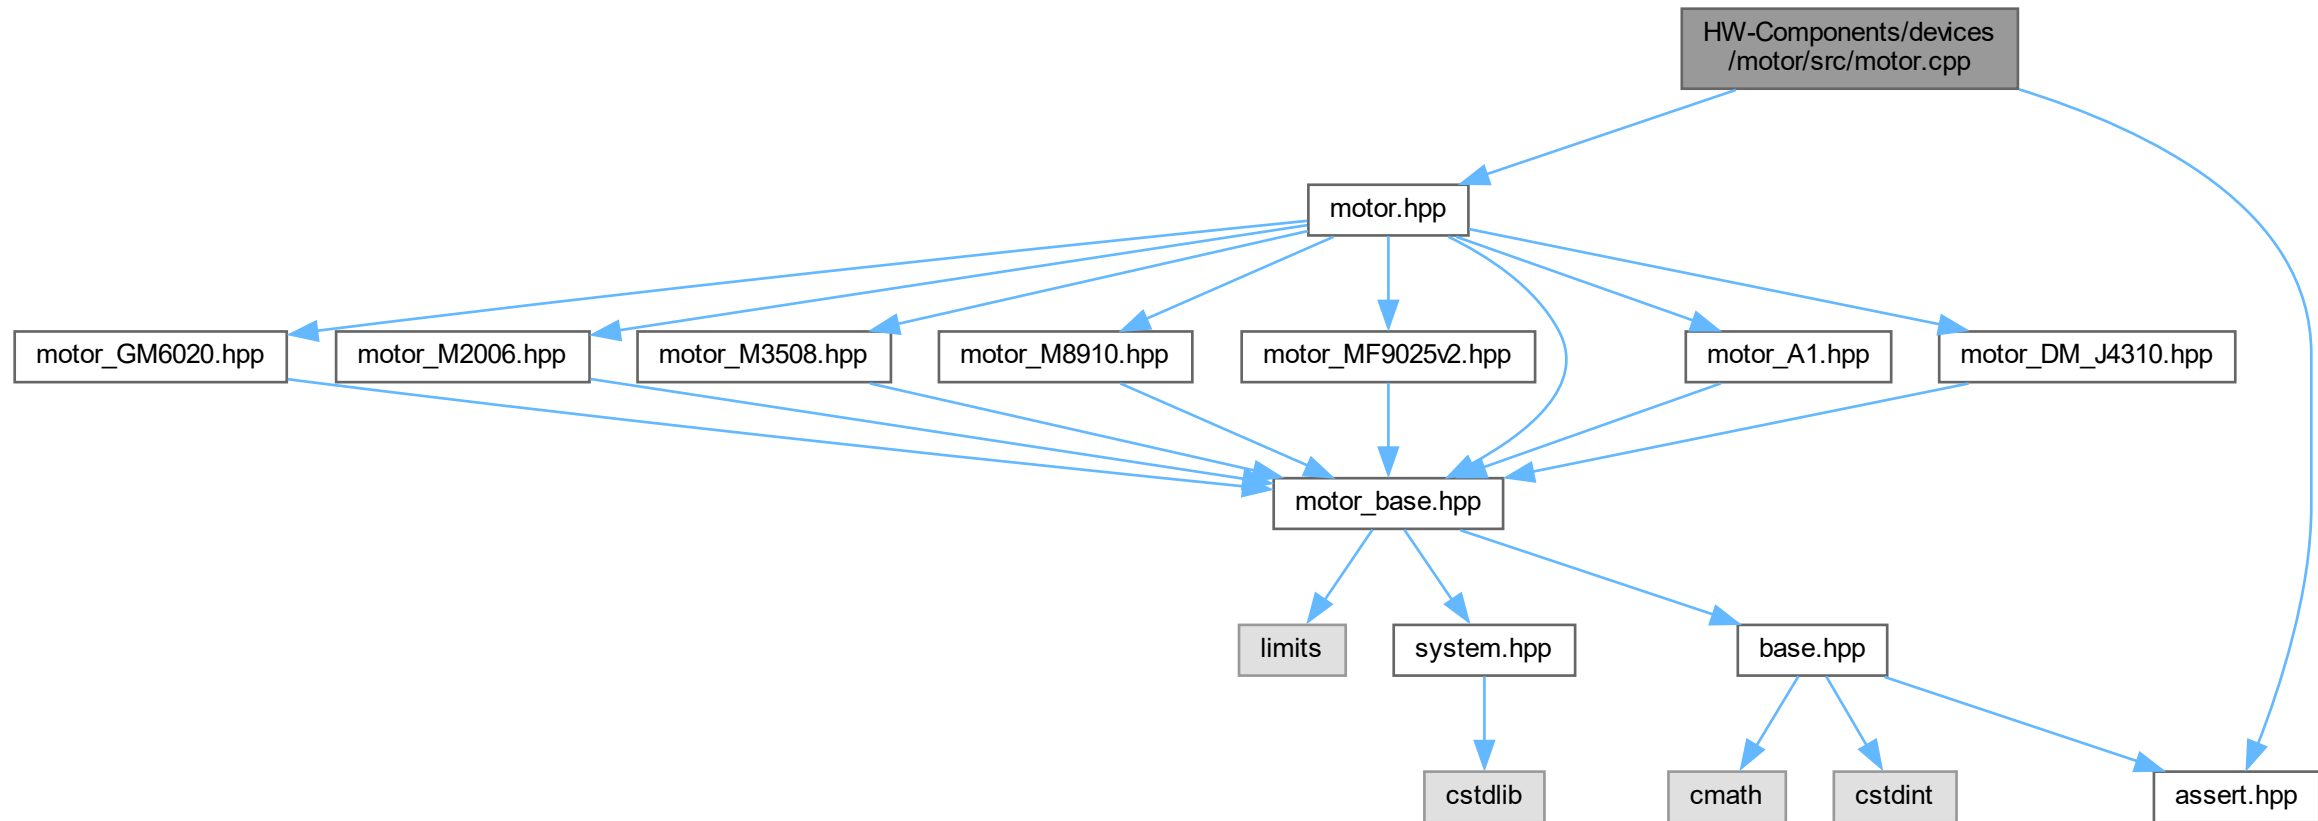 HW-Components/devices
/motor/src/motor.cpp
motor.hpp
motor_GM6020.hpp
motor_M2006.hpp
motor_M3508.hpp
motor_M8910.hpp
motor_MF9025v2.hpp
motor_A1.hpp
motor_DM_J4310.hpp
motor_base.hpp
limits
system.hpp
base.hpp
cstdlib
cmath
cstdint
assert.hpp